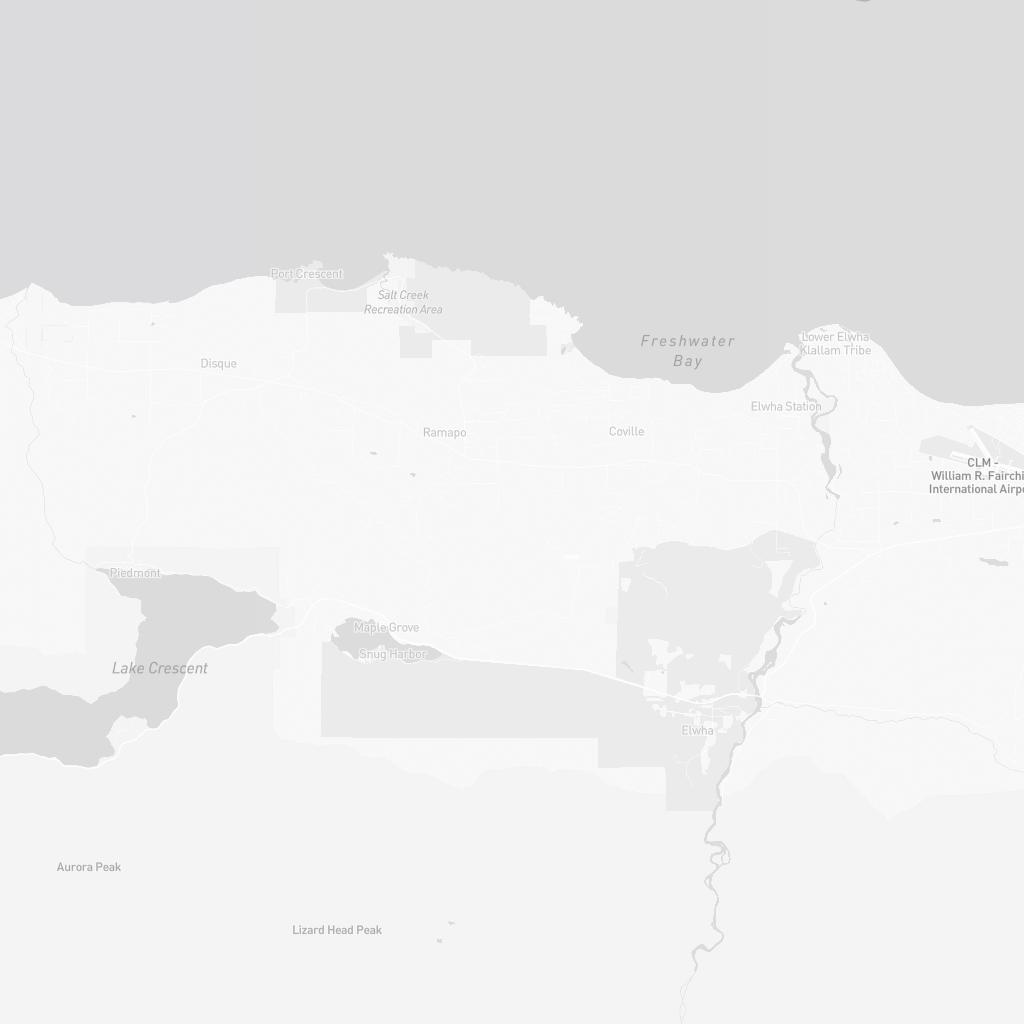 Port Crescent
Salt Creek
Recreation Area
Freshwater
Bay
Lower Elwha
Klallam Tribe
Disque
Elwha Station
Ramapo
Coville
CLM -
William R. Fairchi
International Airpo
Piedmont
Maple Grove
Snug Harbor
Lake Crescent
Elwha
Aurora Peak
Lizard Head Peak